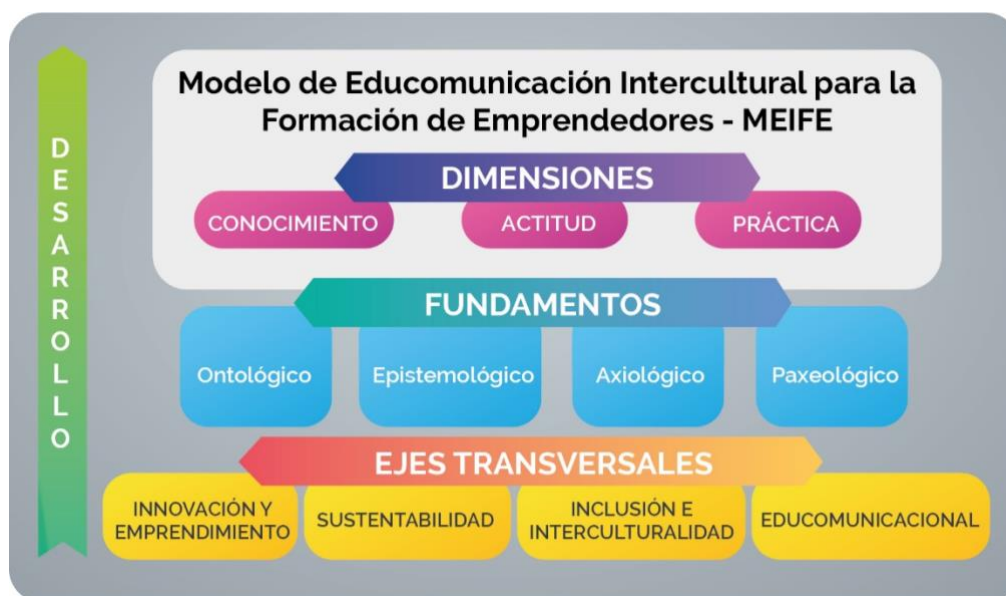 DESARROLLO
Modelo de Educomunicación Intercultural para la
Formación de Emprendedores - MEIFE
DIMENSIONES
CONOCIMIENTO
ACTITUD
PRÁCTICA
FUNDAMENTOS
Ontológico
Epistemológico
Axiológico
Paxeológico
EJES TRANSVERSALES
INNOVACIÓN Y
EMPRENDIMIENTO
SUSTENTABILIDAD
INCLUSIÓN E
INTERCULTURALIDAD
EDUCOMUNICACIONAL